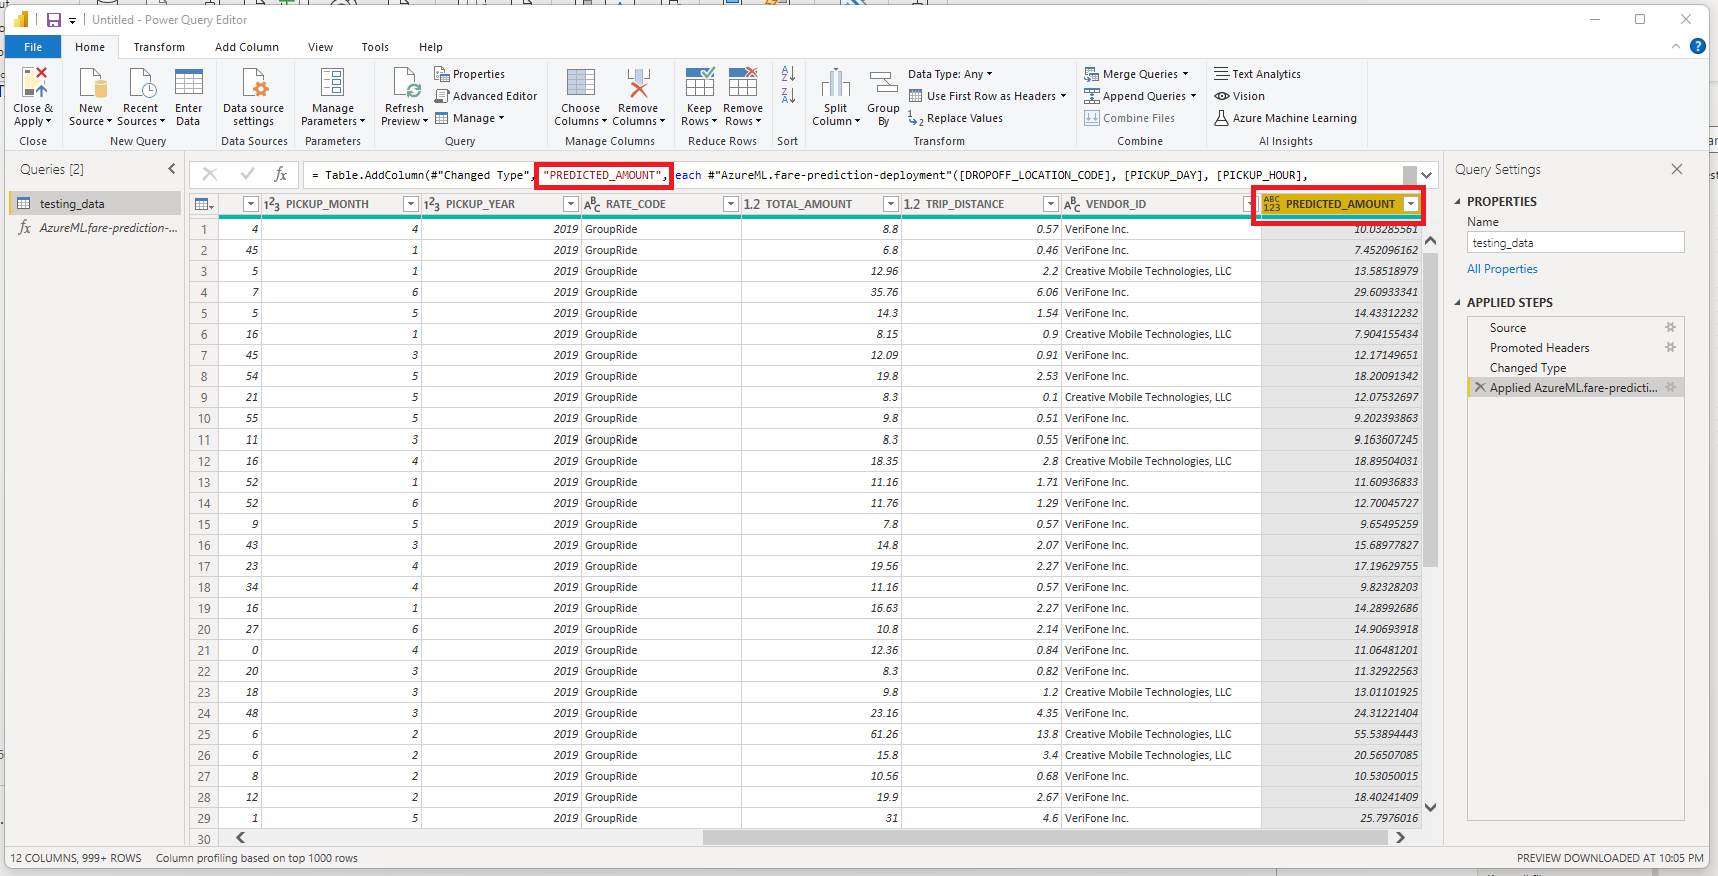 Untitled - Power Query Editor
File Home Transform Add Column View Tools Help
Close & Apply
New Source
Recent Sources
Enter Data
Data source settings
Manage Parameters
Refresh Preview
Properties
Advanced Editor
Manage
Choose Columns
Remove Columns
Keep Rows
Remove Rows
Split Column
Group By
Data Type: Any
Use First Row as Headers
Replace Values
Merge Queries
Append Queries
Combine Files
Text Analytics
Vision
Azure Machine Learning
Close New Query Data Sources Parameters Query Manage Columns Reduce Rows Sort Transform Combine AI Insights
Queries [2]
testing_data
fx AzureML.fare-prediction-...
fx = Table.AddColumn(#"Changed Type", "PREDICTED_AMOUNT", each #"AzureML.fare-prediction-deployment"([DROPOFF_LOCATION_CODE], [PICKUP_DAY], [PICKUP_HOUR],
1²3 PICKUP_MONTH 1²3 PICKUP_YEAR ABC RATE_CODE 1.2 TOTAL_AMOUNT 1.2 TRIP_DISTANCE ABC VENDOR_ID ABC 123 PREDICTED_AMOUNT
1 4 4 2019 GroupRide 8.8 0.57 VeriFone Inc. 10.03285561
2 45 1 2019 GroupRide 6.8 0.46 VeriFone Inc. 7.452096162
3 5 1 2019 GroupRide 12.96 2.2 Creative Mobile Technologies, LLC 13.58518979
4 7 6 2019 GroupRide 35.76 6.06 VeriFone Inc. 29.60933341
5 5 5 2019 GroupRide 14.3 1.54 VeriFone Inc. 14.43312232
6 16 1 2019 GroupRide 8.15 0.9 Creative Mobile Technologies, LLC 7.904155434
7 45 3 2019 GroupRide 12.09 0.91 VeriFone Inc. 12.17149651
8 54 5 2019 GroupRide 19.8 2.53 VeriFone Inc. 18.20091342
9 21 5 2019 GroupRide 8.3 0.1 Creative Mobile Technologies, LLC 12.07532697
10 55 5 2019 GroupRide 9.8 0.51 VeriFone Inc. 9.202393863
11 11 3 2019 GroupRide 8.3 0.55 VeriFone Inc. 9.163607245
12 16 4 2019 GroupRide 18.35 2.8 Creative Mobile Technologies, LLC 18.89504031
13 52 1 2019 GroupRide 11.16 1.71 VeriFone Inc. 11.60936833
14 52 6 2019 GroupRide 11.76 1.29 VeriFone Inc. 12.70045727
15 9 5 2019 GroupRide 7.8 0.57 VeriFone Inc. 9.65495259
16 43 3 2019 GroupRide 14.8 2.07 VeriFone Inc. 15.68977827
17 23 4 2019 GroupRide 19.56 2.27 VeriFone Inc. 17.19629755
18 34 4 2019 GroupRide 11.16 0.57 VeriFone Inc. 9.82328203
19 16 1 2019 GroupRide 16.63 2.27 VeriFone Inc. 14.28992686
20 27 6 2019 GroupRide 10.8 2.14 VeriFone Inc. 14.90693918
21 0 4 2019 GroupRide 12.36 0.84 VeriFone Inc. 11.06481201
22 20 3 2019 GroupRide 8.3 0.82 VeriFone Inc. 11.32922563
23 18 3 2019 GroupRide 9.8 1.2 Creative Mobile Technologies, LLC 13.01101925
24 48 3 2019 GroupRide 23.16 4.35 VeriFone Inc. 24.31221404
25 6 2 2019 GroupRide 61.26 13.8 Creative Mobile Technologies, LLC 55.53894443
26 6 2 2019 GroupRide 15.8 3.4 Creative Mobile Technologies, LLC 20.56507085
27 8 2 2019 GroupRide 10.56 0.68 VeriFone Inc. 10.53050015
28 12 2 2019 GroupRide 19.9 2.67 VeriFone Inc. 18.40241409
29 1 5 2019 GroupRide 31 4.6 VeriFone Inc. 25.7976016
30
Query Settings
PROPERTIES
Name
testing_data
All Properties
APPLIED STEPS
Source
Promoted Headers
Changed Type
Applied AzureML.fare-predicti...
12 COLUMNS, 999+ ROWS Column profiling based on top 1000 rows
PREVIEW DOWNLOADED AT 10:05 PM